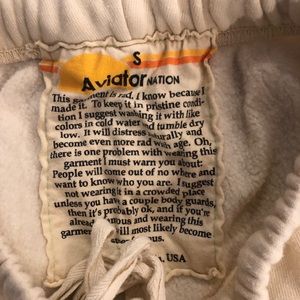 S
Aviator NATION
This garment is rad. I know because I
made it. To keep it in pristine condi-
tion I suggest washing it with like
colors in cold water and tumble dry
low. It will distress naturally and
become even more rad with age. Oh,
there is one problem with wearing this
garment I must warn you about:
People will come out of no where and
want to know who you are. I suggest
not wearing it in a crowded place
unless you have a couple body guards,
then it's probably ok, and if you're
already and wearing this
garment will most likely become
USA